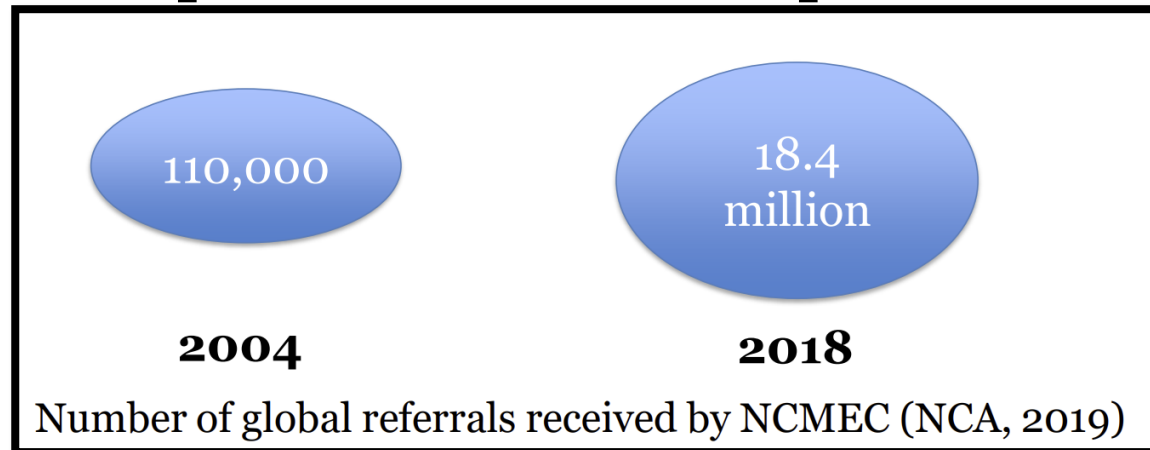 110,000
18.4
million
2004
2018
Number of global referrals received by NCMEC (NCA, 2019)